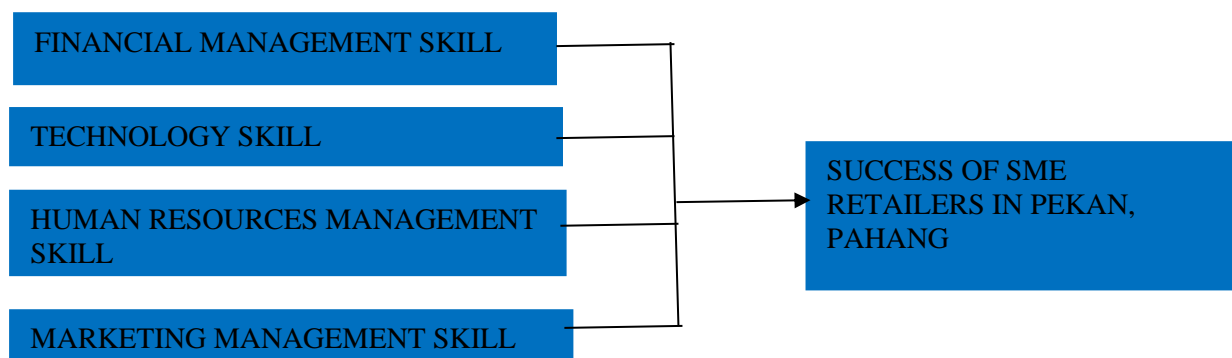 FINANCIAL MANAGEMENT SKILL
TECHNOLOGY SKILL
HUMAN RESOURCES MANAGEMENT
SKILL
MARKETING MANAGEMENT SKILL
SUCCESS OF SME
RETAILERS IN PEKAN,
PAHANG